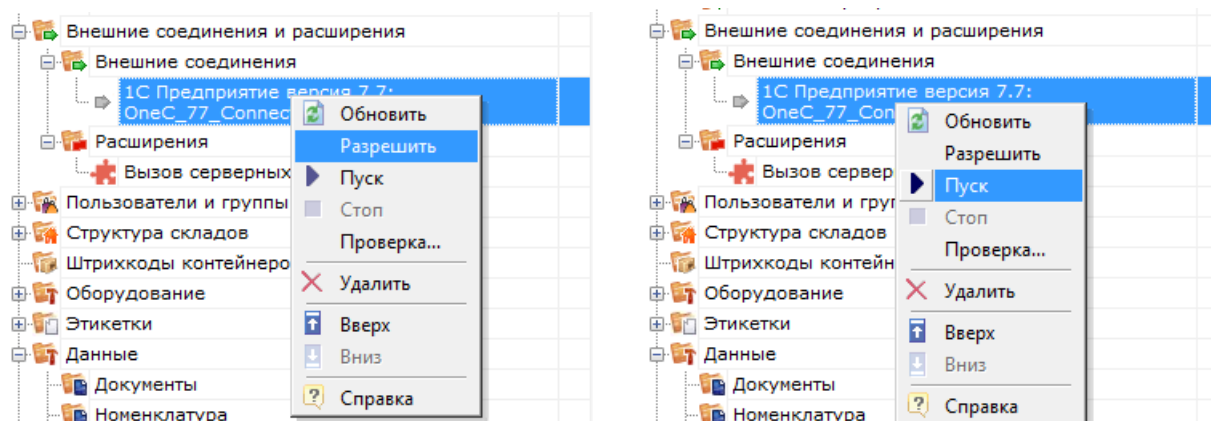 Внешние соединения и расширения
Внешние соединения
1С Предприятие версия 7.7:
OneC_77_Connect
Обновить
Расширения
Разрешить
Вызов серверных
Пуск
Пользователи и группы
Стоп
Структура складов
Проверка...
Штрихкоды контейнеро
Удалить
Оборудование
Этикетки
Вверх
Данные
Вниз
Документы
Справка
Номенклатура
Внешние соединения и расширения
Внешние соединения
1С Предприятие версия 7.7:
OneC_77_Con
Обновить
Расширения
Разрешить
Вызов сервер
Пуск
Пользователи и груп
Стоп
Структура складов
Проверка...
Штрихкоды контейн
Удалить
Оборудование
Этикетки
Вверх
Данные
Вниз
Документы
Справка
Номенклатура